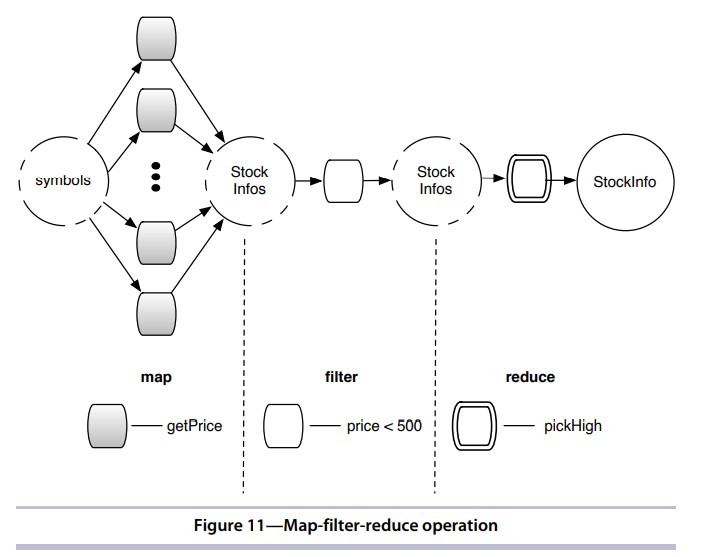 symbols
Stock
Infos
Stock
Infos
StockInfo
map
filter
reduce
getPrice
price < 500
pickHigh
Figure 11—Map-filter-reduce operation